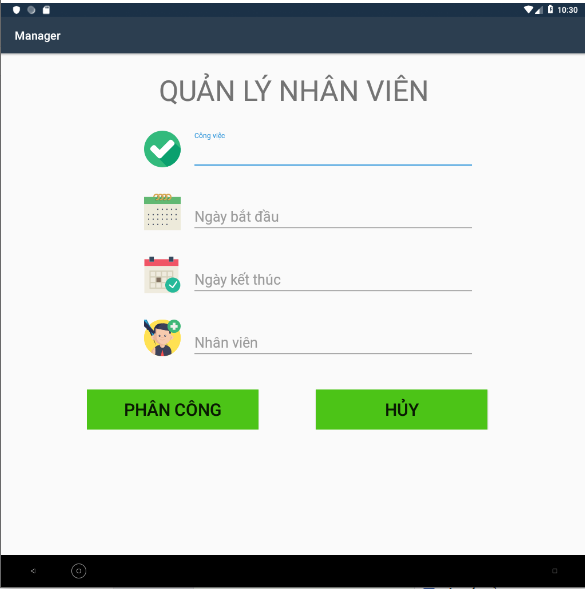 10:30
Manager
QUẢN LÝ NHÂN VIÊN
Công việc
Ngày bắt đầu
Ngày kết thúc
Nhân viên
PHÂN CÔNG
HỦY